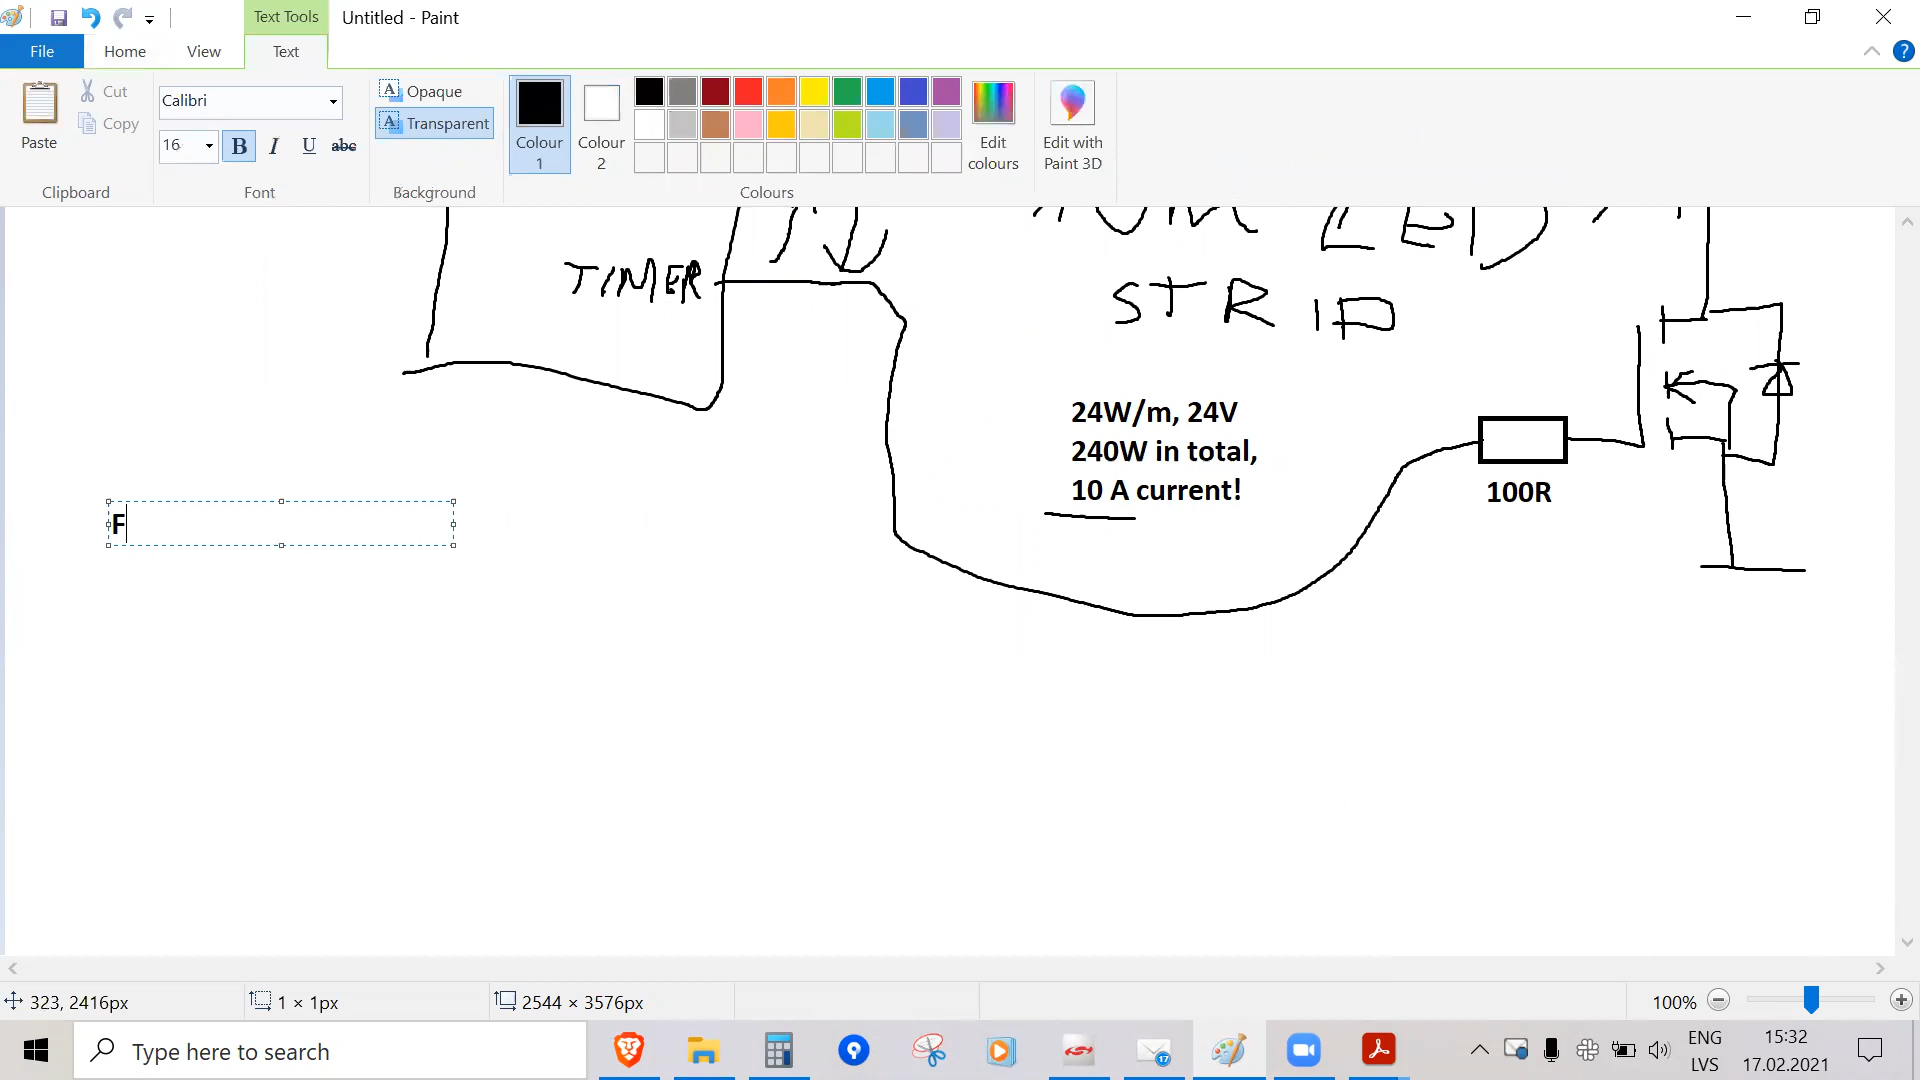 Text Tools
Untitled - Paint
File
Home
View
Text
Paste
Cut
Copy
Clipboard
Calibri
16
B
I
U
abc
Font
A Opaque
A Transparent
Background
Colour 1
Colour 2
Edit colours
Edit with Paint 3D
Colours
LED
TIMER
STRIP
24W/m, 24V
240W in total,
10 A current!
100R
F
323, 2416px
1 × 1px
2544 × 3576px
100%
Type here to search
17
ENG
LVS
15:32
17.02.2021